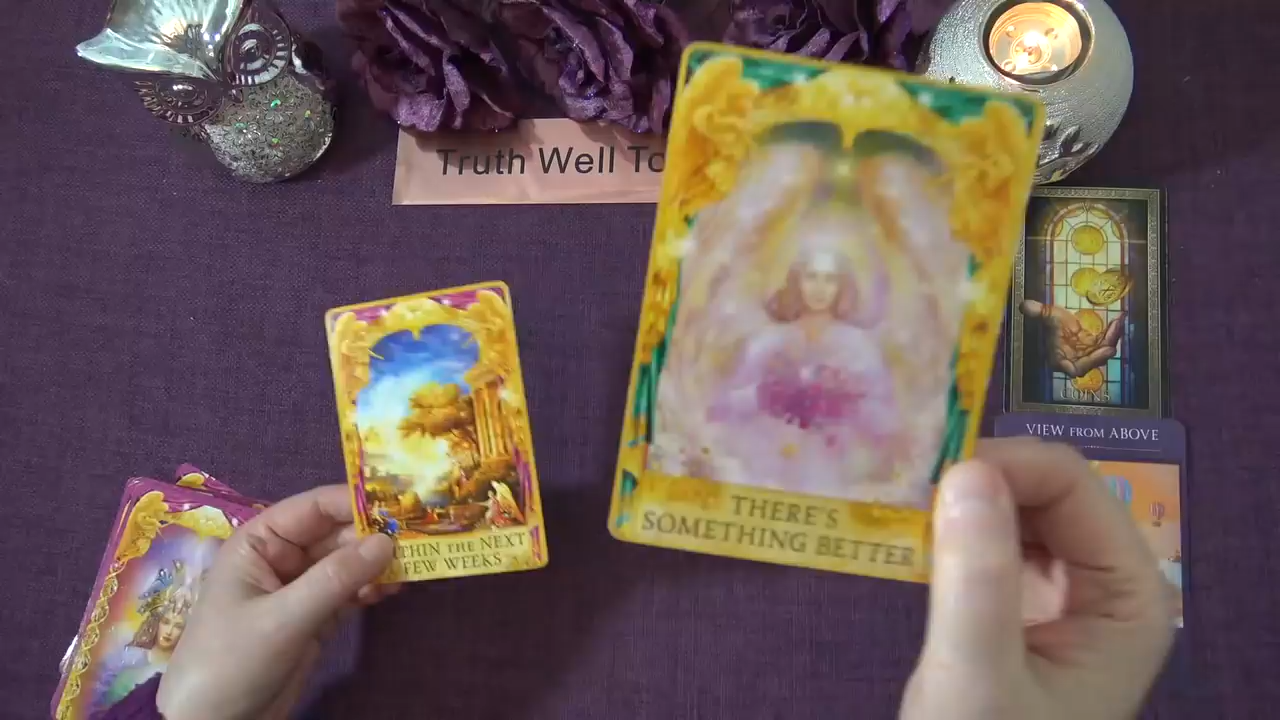 Truth Well To
THERE'S
SOMETHING BETTER
THIN THE NEXT
FEW WEEKS
COINS
VIEW FROM ABOVE